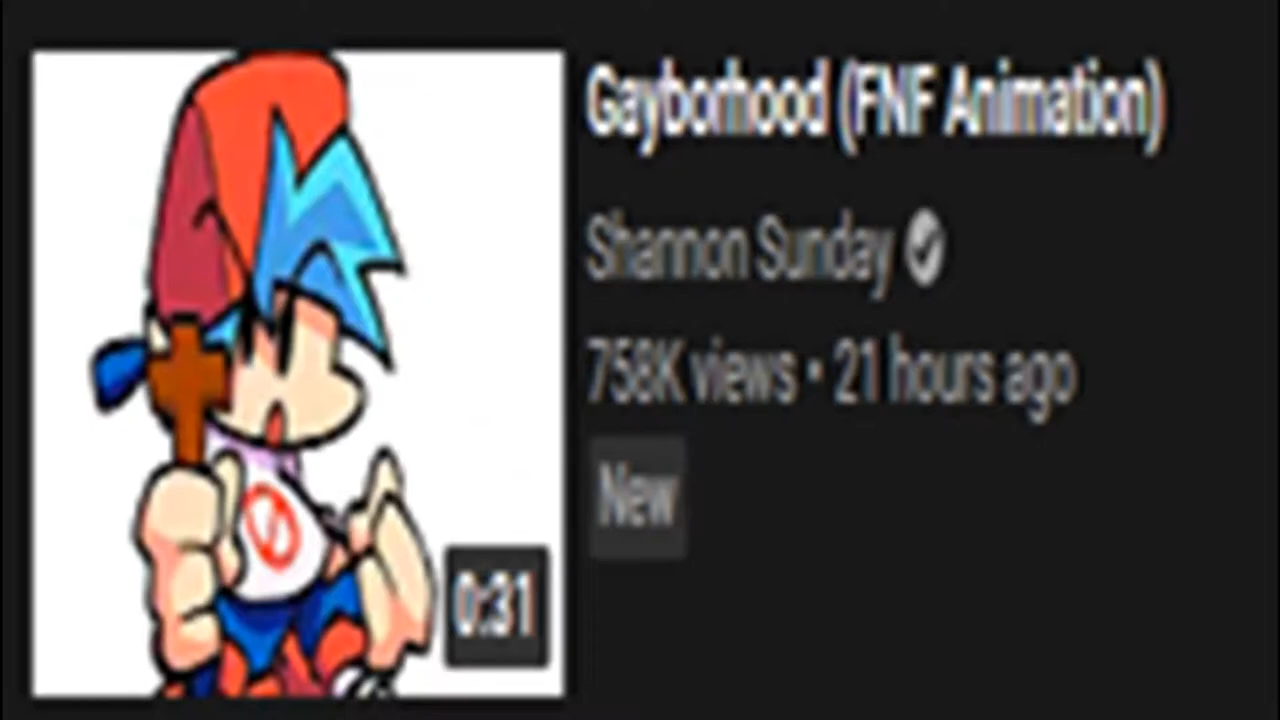 Gayborhood (FNF Animation)
Shannon Sunday
758K views • 21 hours ago
New
0:31